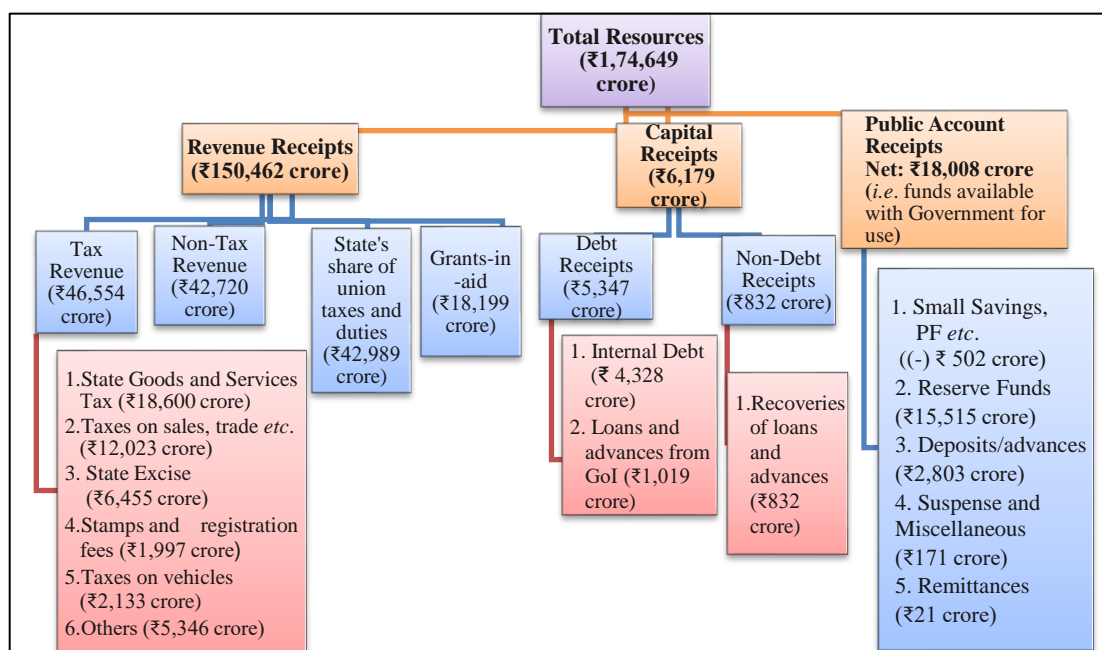 Total Resources
(₹1,74,649
crore)
Revenue Receipts
(₹150,462 crore)
Capital
Receipts
(₹6,179
crore)
Public Account
Receipts
Net: ₹18,008 crore
(i.e. funds available
with Government for
use)
Tax
Revenue
(₹46,554
crore)
Non-Tax
Revenue
(₹42,720
crore)
State's
share of
union
taxes and
duties
(₹42,989
crore)
Grants-in
-aid
(₹18,199
crore)
Debt
Receipts
(₹5,347
crore)
Non-Debt
Receipts
(₹832 crore)
1.State Goods and Services
Tax (₹18,600 crore)
2.Taxes on sales, trade etc.
(₹12,023 crore)
3. State Excise
(₹6,455 crore)
4.Stamps and registration
fees (₹1,997 crore)
5.Taxes on vehicles
(₹2,133 crore)
6.Others (₹5,346 crore)
1. Internal Debt
(₹ 4,328
crore)
2. Loans and
advances from
GoI (₹1,019
crore)
1.Recoveries
of loans
and
advances
(₹832
crore)
1. Small Savings,
PF etc.
((-) ₹ 502 crore)
2. Reserve Funds
(₹15,515 crore)
3. Deposits/advances
(₹2,803 crore)
4. Suspense and
Miscellaneous
(₹171 crore)
5. Remittances
(₹21 crore)